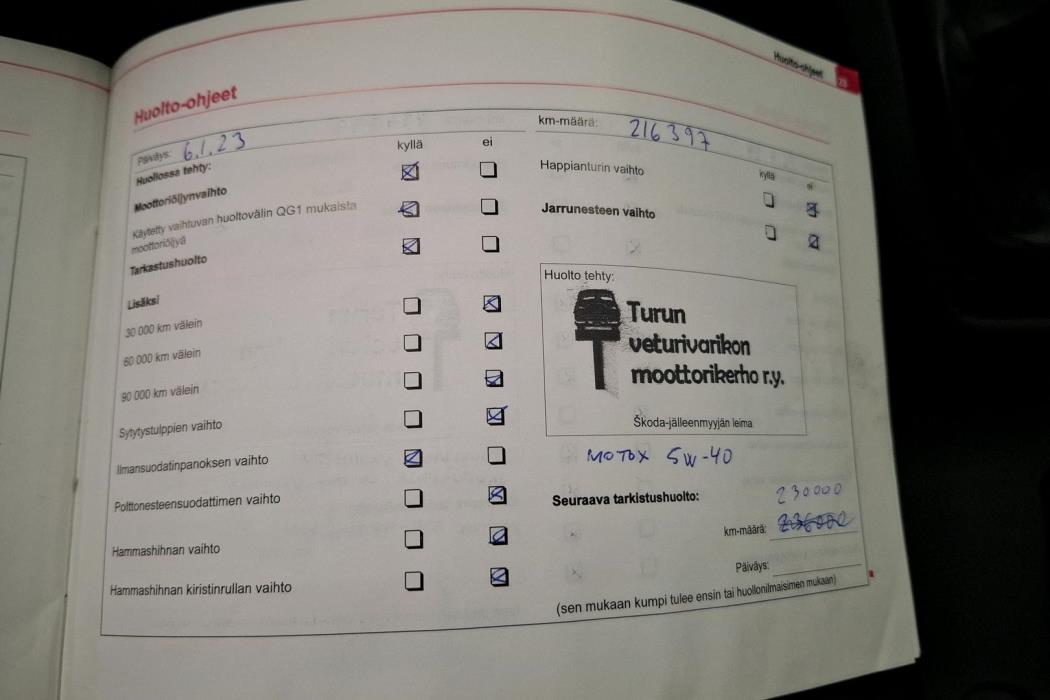 Huolto-ohjeet 29
Huolto-ohjeet
Päiväys: 6.1.23
kyllä ei
Huollossa tehty:
Moottoriöljynvaihto
Käytetty vaihtuvan huoltovälin QG1 mukaista
moottoriöljyä
Tarkastushuolto
Lisäksi
30 000 km välein
60 000 km välein
90 000 km välein
Sytytystulppien vaihto
Ilmansuodatinpanoksen vaihto
Polttonesteensuodattimen vaihto
Hammashihnan vaihto
Hammashihnan kiristinrullan vaihto
km-määrä: 216397
kyllä ei
Happianturin vaihto
Jarrunesteen vaihto
Huolto tehty:
Turun
veturivarikon
moottorikerho r.y.
Škoda-jälleenmyyjän leima
MOTOX 5W-40
Seuraava tarkistushuolto:
230000
km-määrä:
Päiväys:
(sen mukaan kumpi tulee ensin tai huollonilmaisimen mukaan)